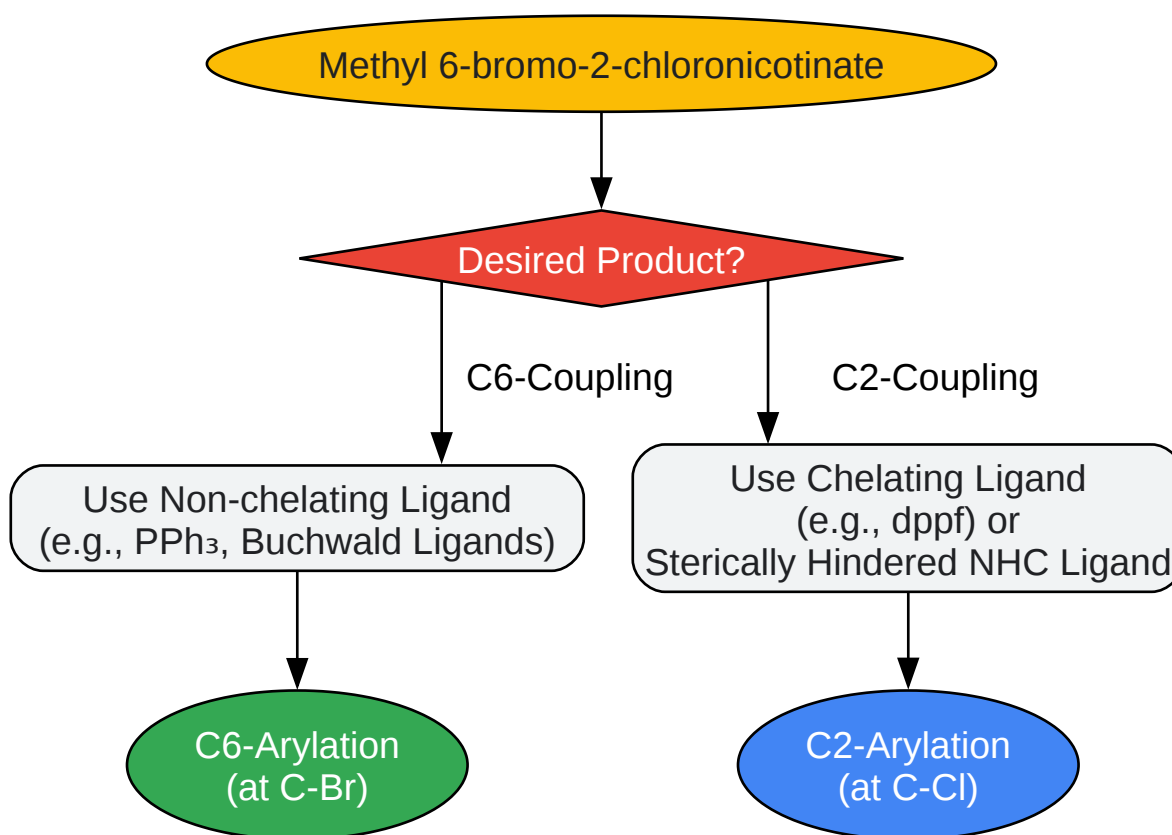 Methyl 6-bromo-2-chloronicotinate
Desired Product?
C6-Coupling
C2-Coupling
Use Non-chelating Ligand
(e.g., PPh₃, Buchwald Ligands)
Use Chelating Ligand
(e.g., dppf) or
Sterically Hindered NHC Ligand
C6-Arylation
(at C-Br)
C2-Arylation
(at C-Cl)